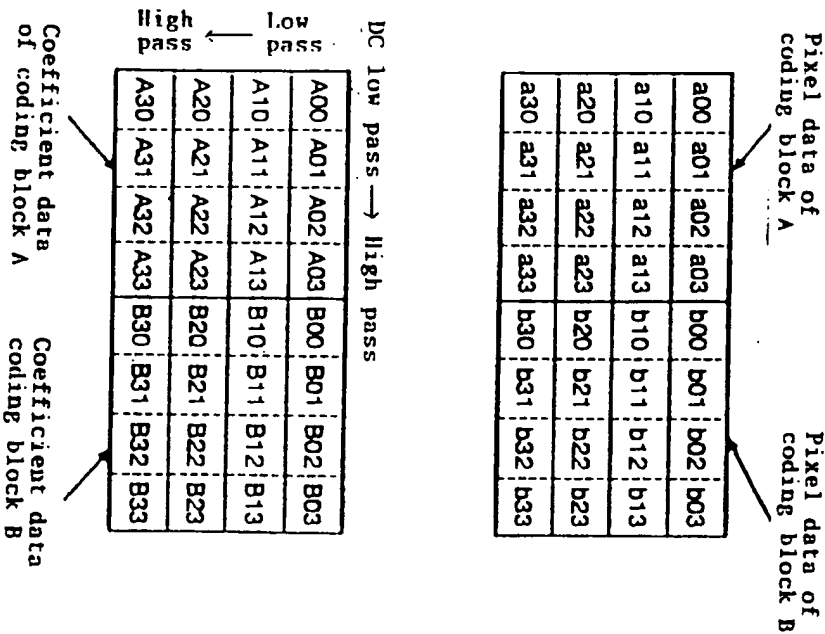 Pixel data of
coding block A
Pixel data of
coding block B
a00 a01 a02 a03 b00 b01 b02 b03
a10 a11 a12 a13 b10 b11 b12 b13
a20 a21 a22 a23 b20 b21 b22 b23
a30 a31 a32 a33 b30 b31 b32 b33
DC low pass → High pass
Low
pass
High
pass
A00 A01 A02 A03 B00 B01 B02 B03
A10 A11 A12 A13 B10 B11 B12 B13
A20 A21 A22 A23 B20 B21 B22 B23
A30 A31 A32 A33 B30 B31 B32 B33
Coefficient data
of coding block A
Coefficient data
coding block B